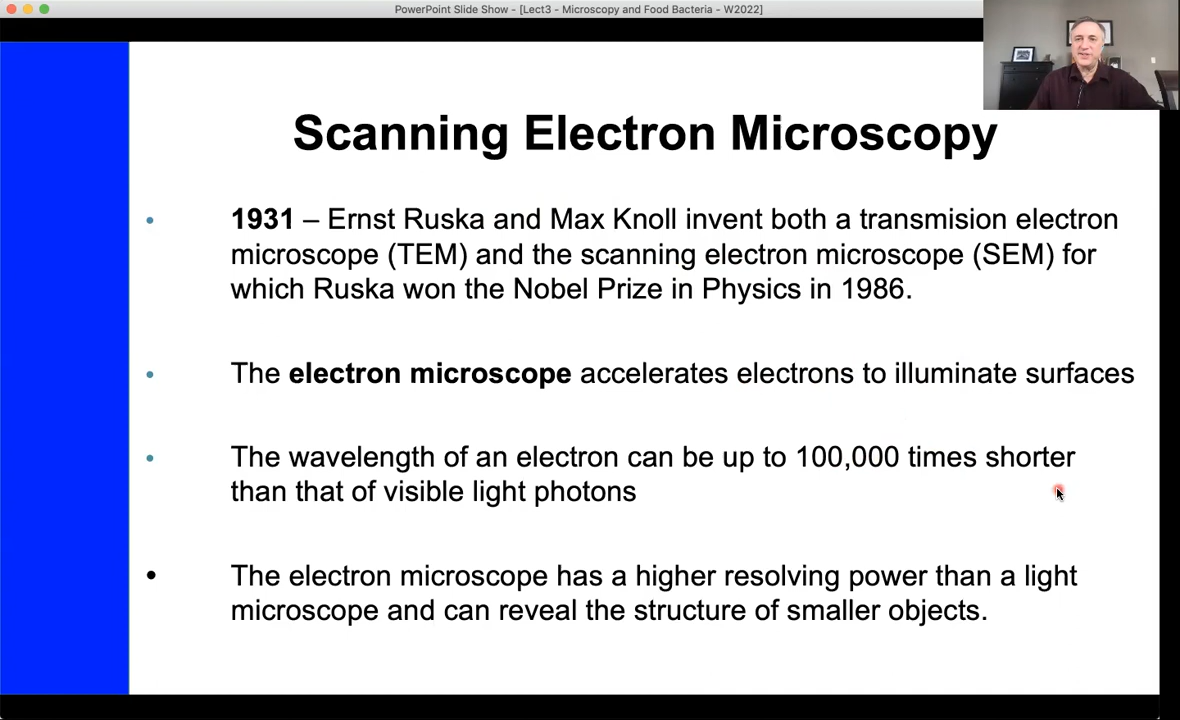 PowerPoint Slide Show - [Lect3 - Microscopy and Food Bacteria - W2022]
Scanning Electron Microscopy
• 1931 – Ernst Ruska and Max Knoll invent both a transmision electron
microscope (TEM) and the scanning electron microscope (SEM) for
which Ruska won the Nobel Prize in Physics in 1986.
• The electron microscope accelerates electrons to illuminate surfaces
• The wavelength of an electron can be up to 100,000 times shorter
than that of visible light photons
• The electron microscope has a higher resolving power than a light
microscope and can reveal the structure of smaller objects.